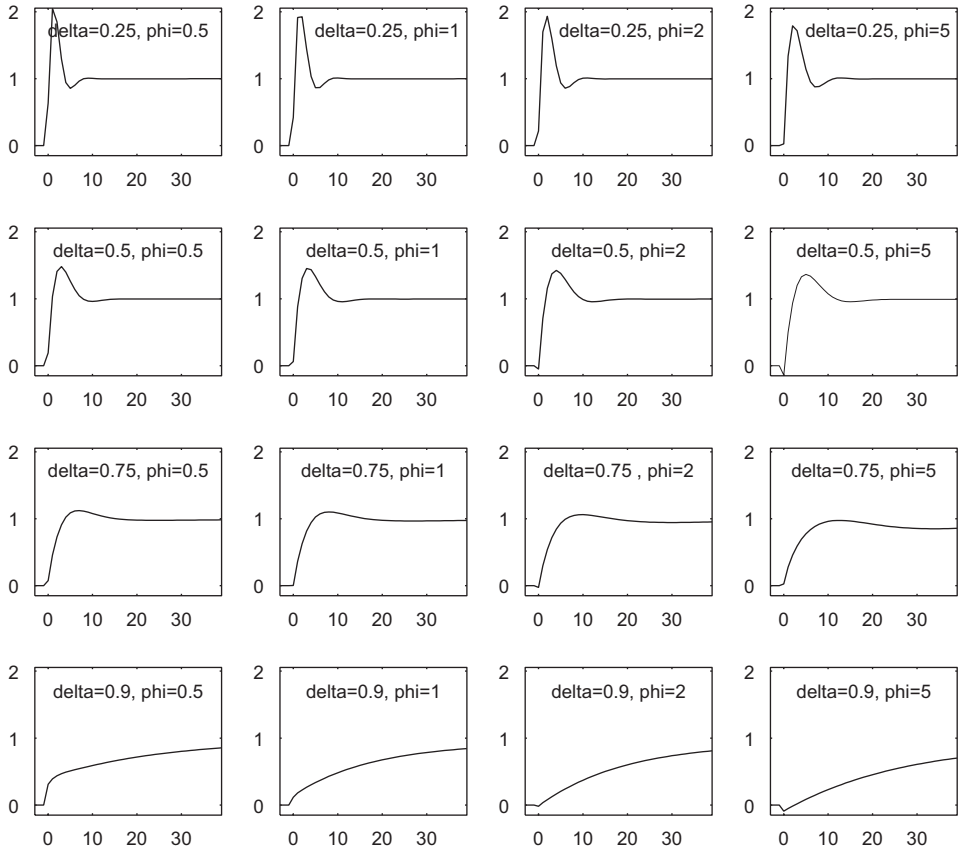 2
delta=0.25, phi=0.5
1
0
0 10 20 30
2
delta=0.25, phi=1
1
0
0 10 20 30
2
delta=0.25, phi=2
1
0
0 10 20 30
2
delta=0.25, phi=5
1
0
0 10 20 30
2
delta=0.5, phi=0.5
1
0
0 10 20 30
2
delta=0.5, phi=1
1
0
0 10 20 30
2
delta=0.5, phi=2
1
0
0 10 20 30
2
delta=0.5, phi=5
1
0
0 10 20 30
2
delta=0.75, phi=0.5
1
0
0 10 20 30
2
delta=0.75, phi=1
1
0
0 10 20 30
2
delta=0.75 , phi=2
1
0
0 10 20 30
2
delta=0.75, phi=5
1
0
0 10 20 30
2
delta=0.9, phi=0.5
1
0
0 10 20 30
2
delta=0.9, phi=1
1
0
0 10 20 30
2
delta=0.9, phi=2
1
0
0 10 20 30
2
delta=0.9, phi=5
1
0
0 10 20 30